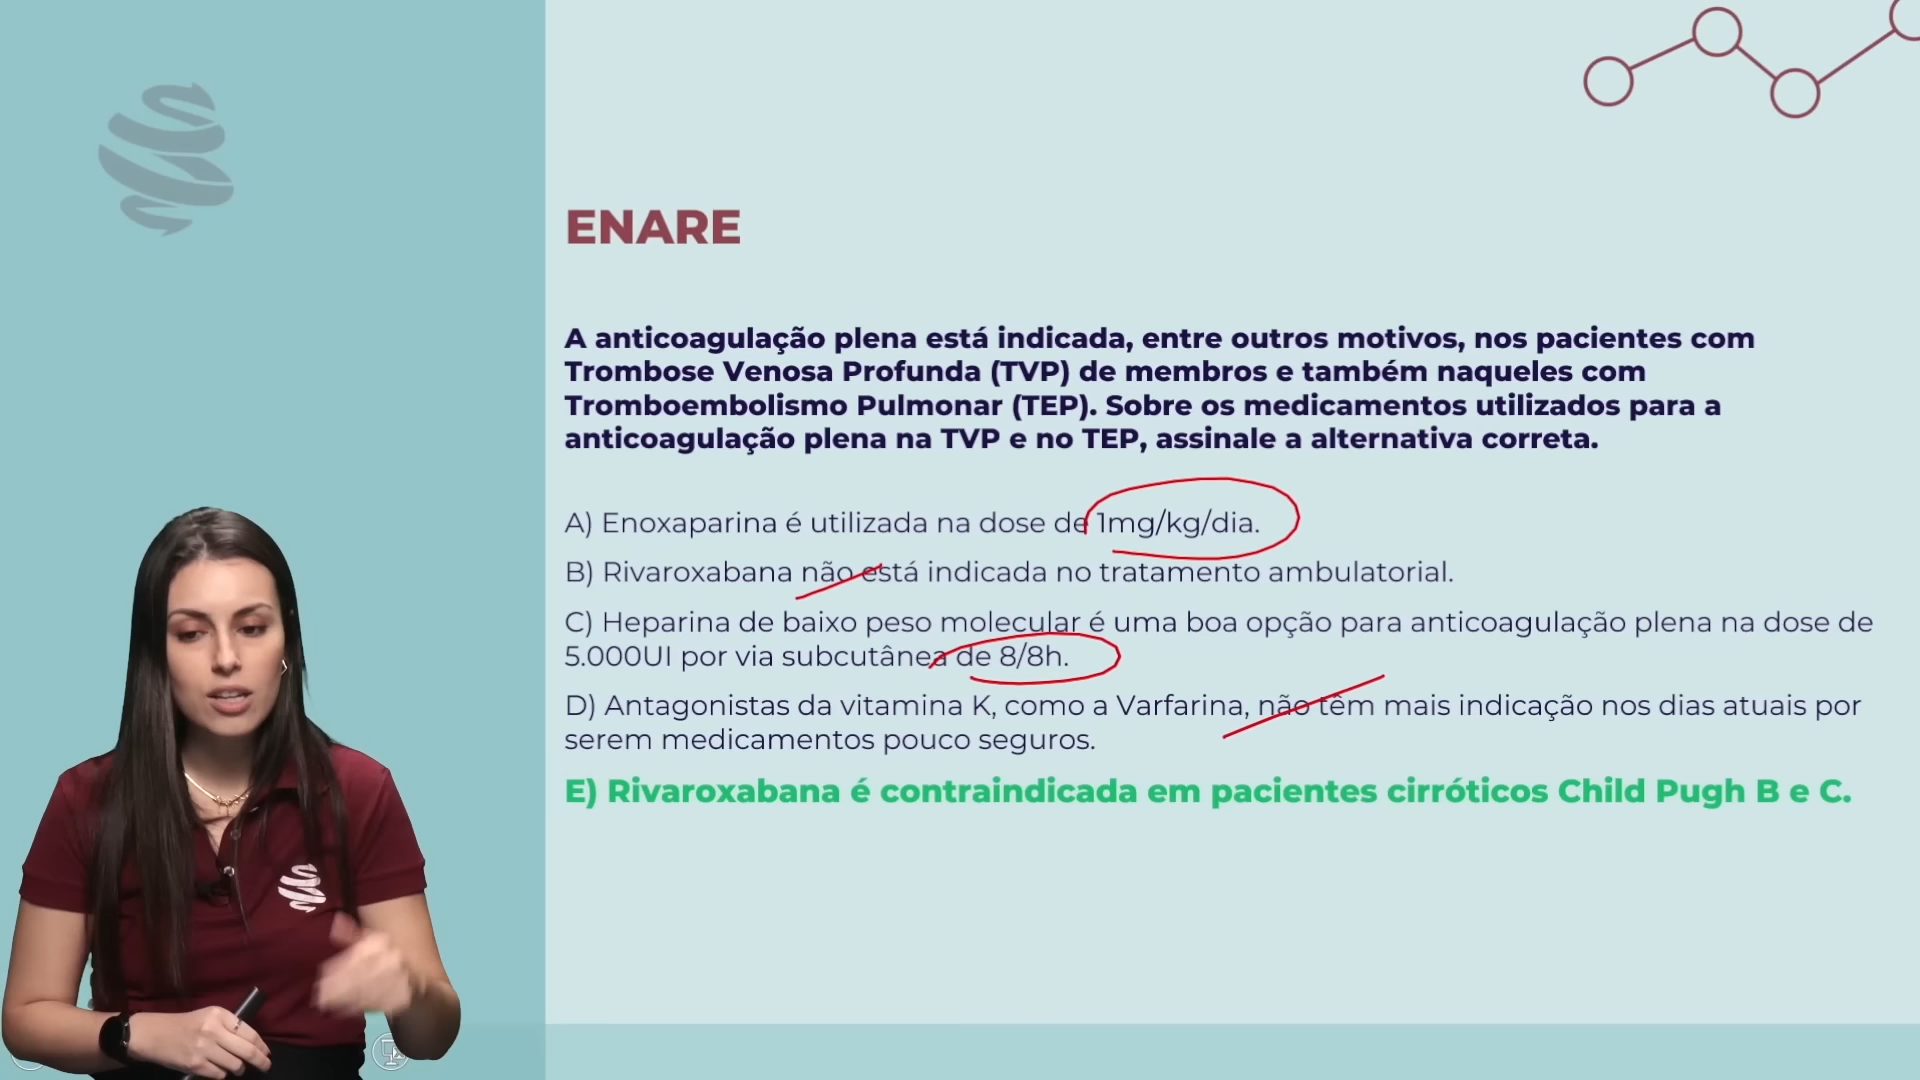 ENARE
A anticoagulação plena está indicada, entre outros motivos, nos pacientes com
Trombose Venosa Profunda (TVP) de membros e também naqueles com
Tromboembolismo Pulmonar (TEP). Sobre os medicamentos utilizados para a
anticoagulação plena na TVP e no TEP, assinale a alternativa correta.
A) Enoxaparina é utilizada na dose de 1mg/kg/dia.
B) Rivaroxabana não está indicada no tratamento ambulatorial.
C) Heparina de baixo peso molecular é uma boa opção para anticoagulação plena na dose de
5.000UI por via subcutânea de 8/8h.
D) Antagonistas da vitamina K, como a Varfarina, não têm mais indicação nos dias atuais por
serem medicamentos pouco seguros.
E) Rivaroxabana é contraindicada em pacientes cirróticos Child Pugh B e C.